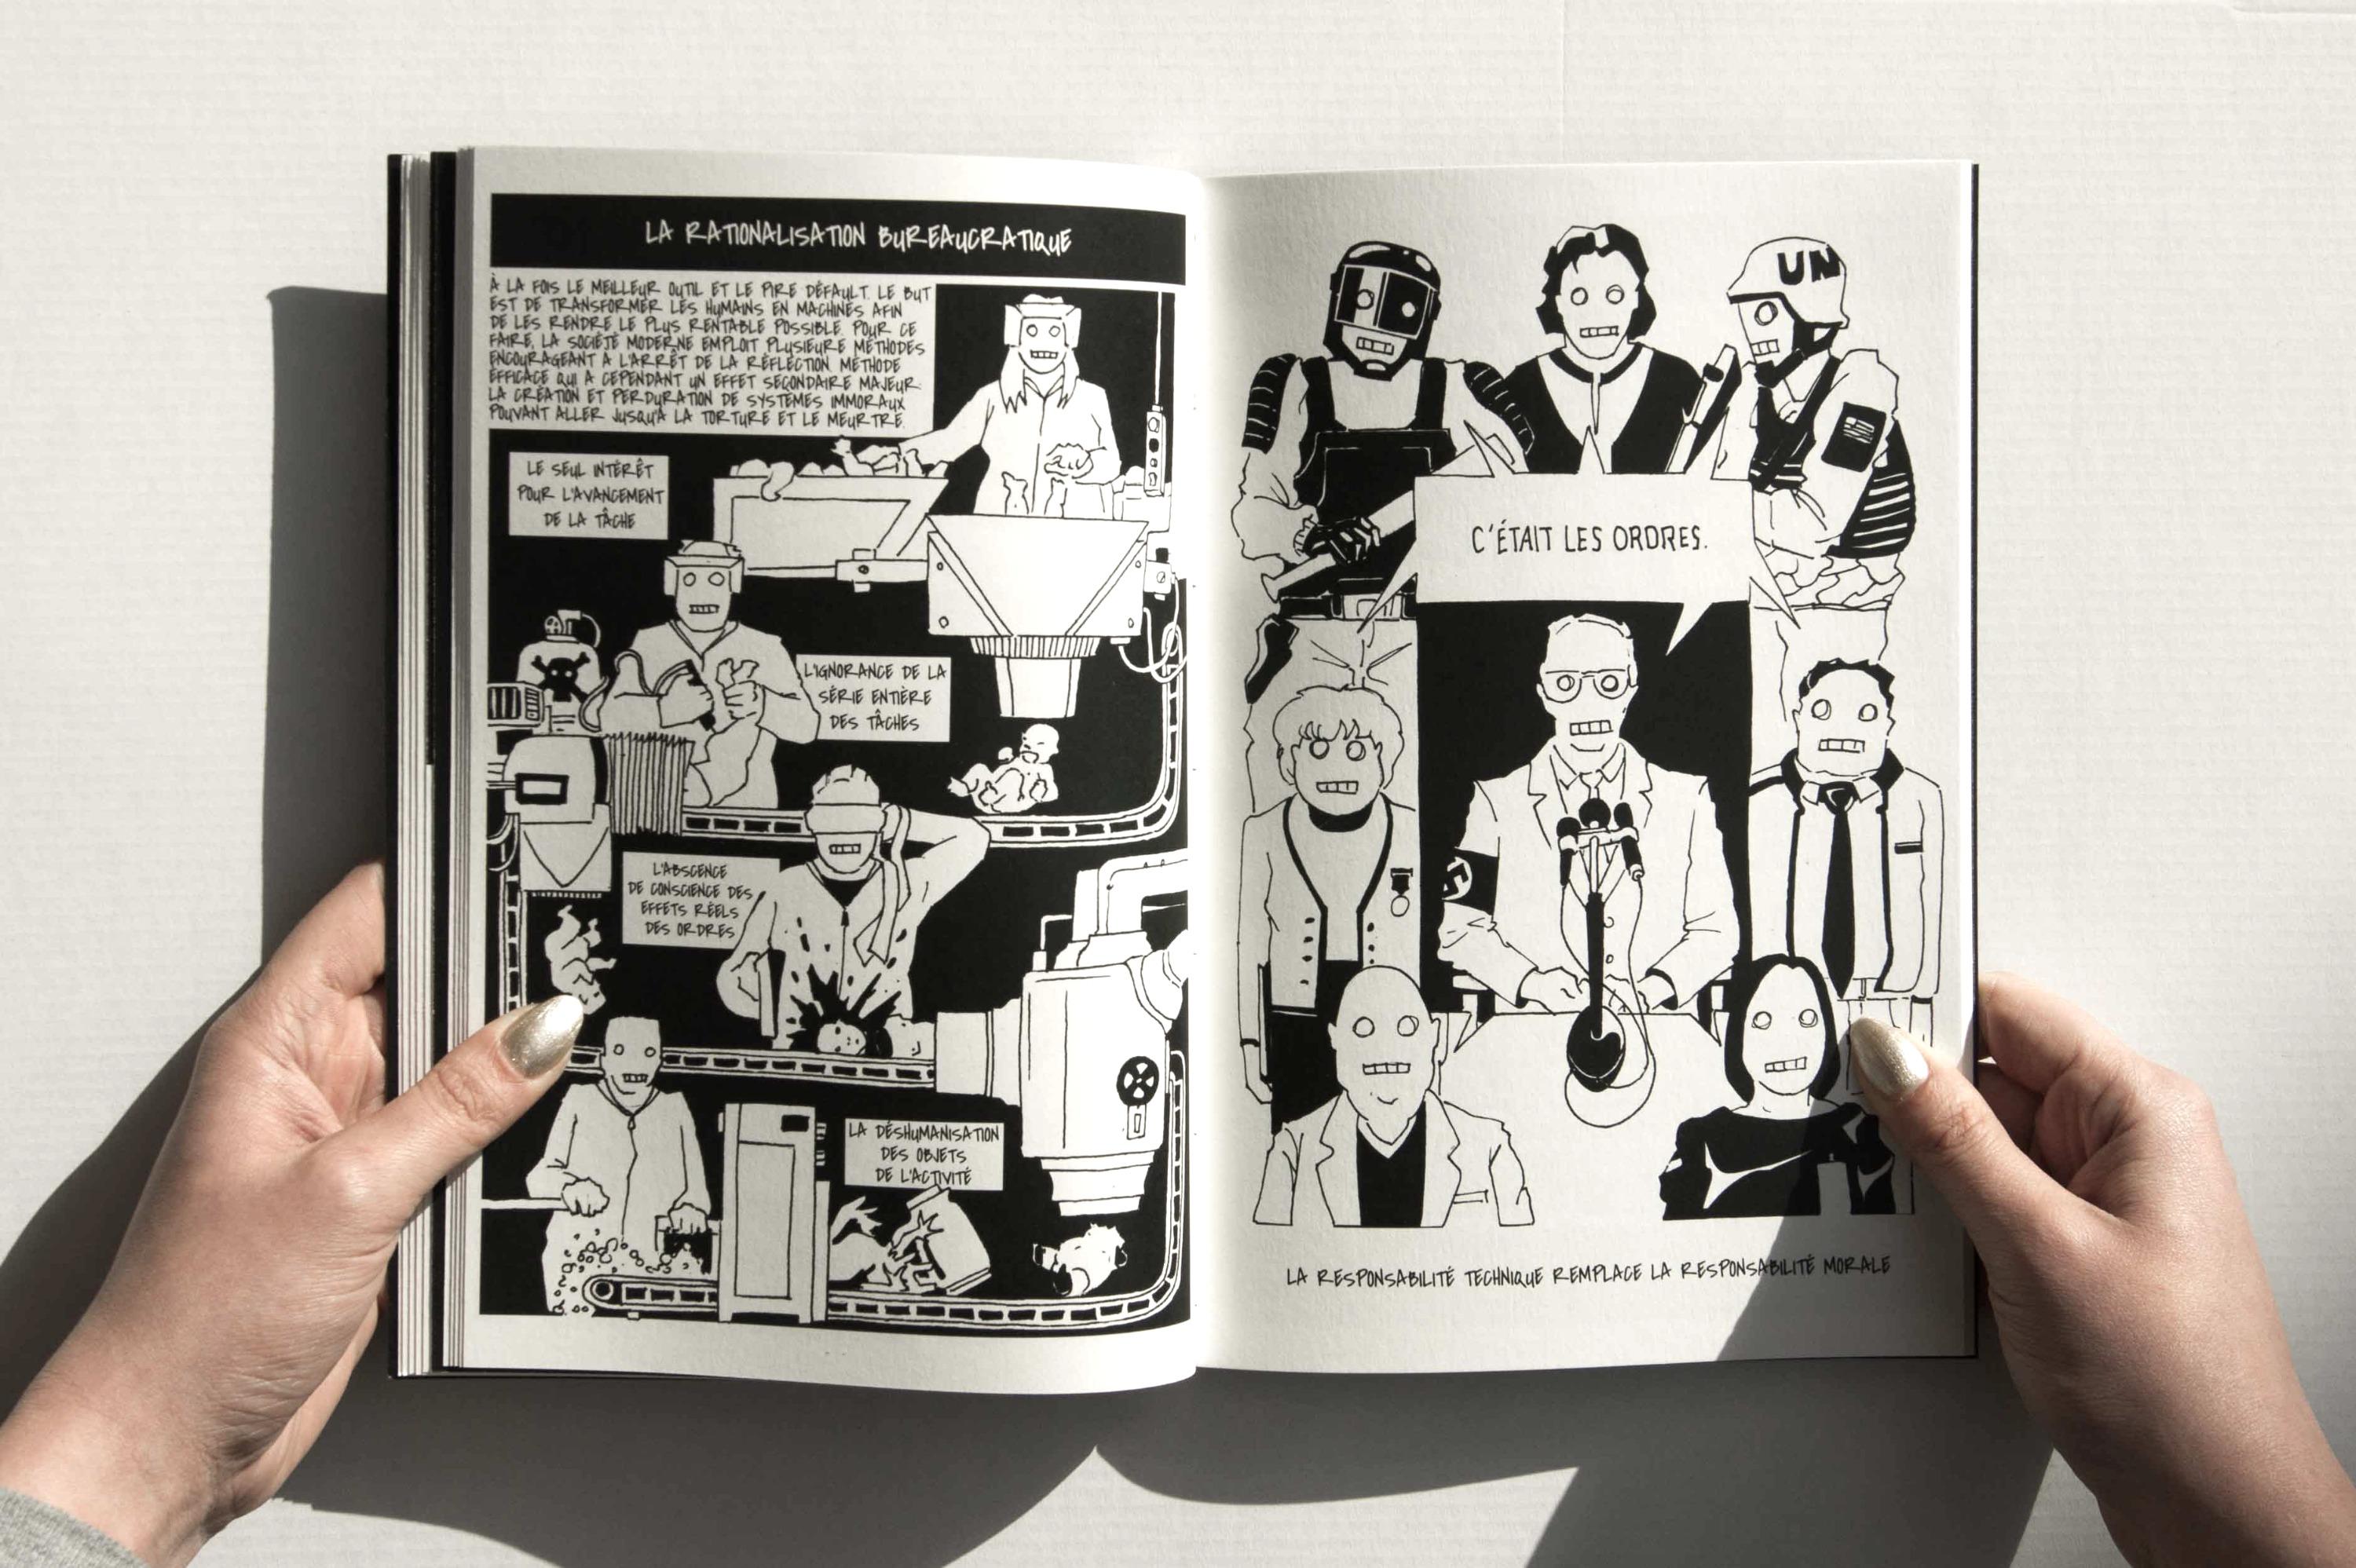 LA RATIONALISATION BUREAUCRATIQUE
À LA FOIS LE MEILLEUR OUTIL ET LE PIRE DÉFAULT. LE BUT
EST DE TRANSFORMER LES HUMAINS EN MACHINES AFIN
DE LES RENDRE LE PLUS RENTABLE POSSIBLE. POUR CE
FAIRE, LA SOCIÉTÉ MODERNE EMPLOIT PLUSIEURE MÉTHODES
ENCOURAGEANT A L'ARRÊT DE LA RÉFLECTION. MÉTHODE
EFFICACE QUI A CEPENDANT UN EFFET SECONDAIRE MAJEUR:
LA CRÉATION ET PERDURATION DE SYSTÈMES IMMORAUX
POUVANT ALLER JUSQU'À LA TORTURE ET LE MEURTRE.
LE SEUL INTÉRÊT
POUR L'AVANCEMENT
DE LA TÂCHE
L'IGNORANCE DE LA
SÉRIE ENTIÈRE
DES TÂCHES
L'ABSCENCE
DE CONSCIENCE DES
EFFETS RÉELS
DES ORDRES
LA DÉSHUMANISATION
DES OBJETS
DE L'ACTIVITÉ
UN
C'ÉTAIT LES ORDRES.
LA RESPONSABILITÉ TECHNIQUE REMPLACE LA RESPONSABILITÉ MORALE